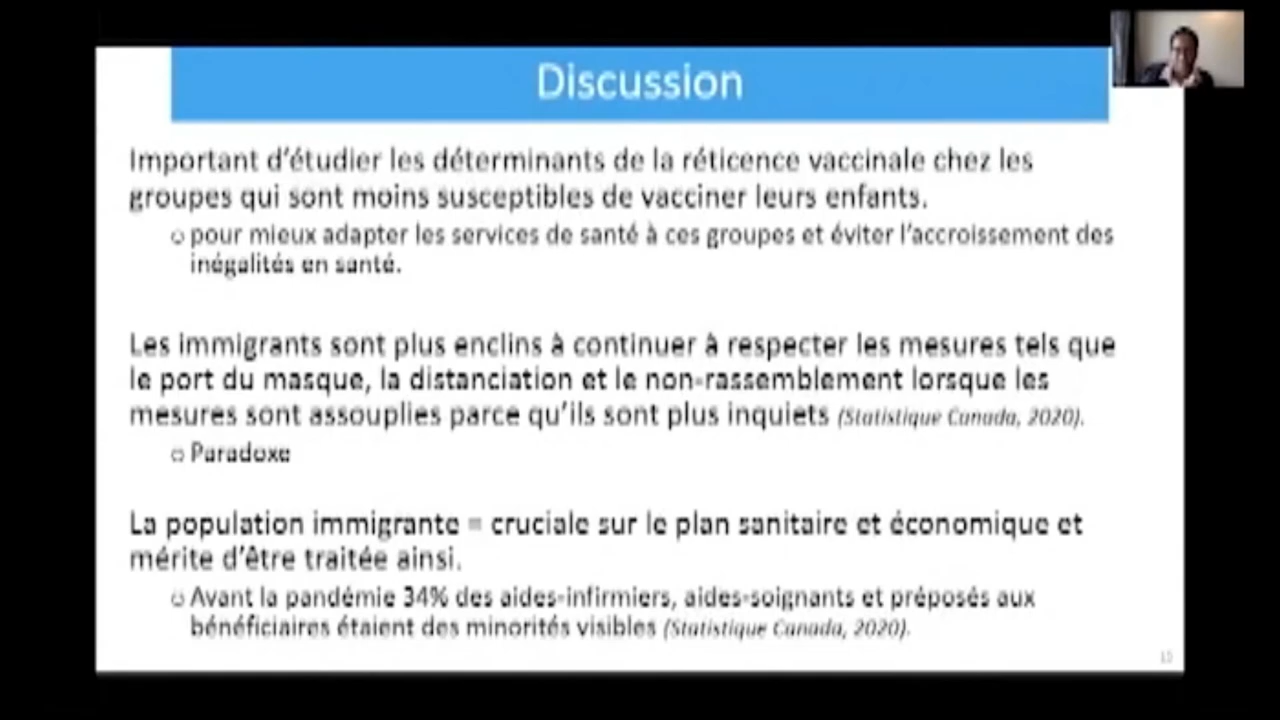 Discussion
Important d'étudier les déterminants de la réticence vaccinale chez les
groupes qui sont moins susceptibles de vacciner leurs enfants.
o pour mieux adapter les services de santé à ces groupes et éviter l'accroissement des
inégalités en santé.
Les immigrants sont plus enclins à continuer à respecter les mesures tels que
le port du masque, la distanciation et le non-rassemblement lorsque les
mesures sont assouplies parce qu'ils sont plus inquiets (Statistique Canada, 2020).
o Paradoxe
La population immigrante = cruciale sur le plan sanitaire et économique et
mérite d'être traitée ainsi.
o Avant la pandémie 34% des aides-infirmiers, aides-soignants et préposés aux
bénéficiaires étaient des minorités visibles (Statistique Canada, 2020).